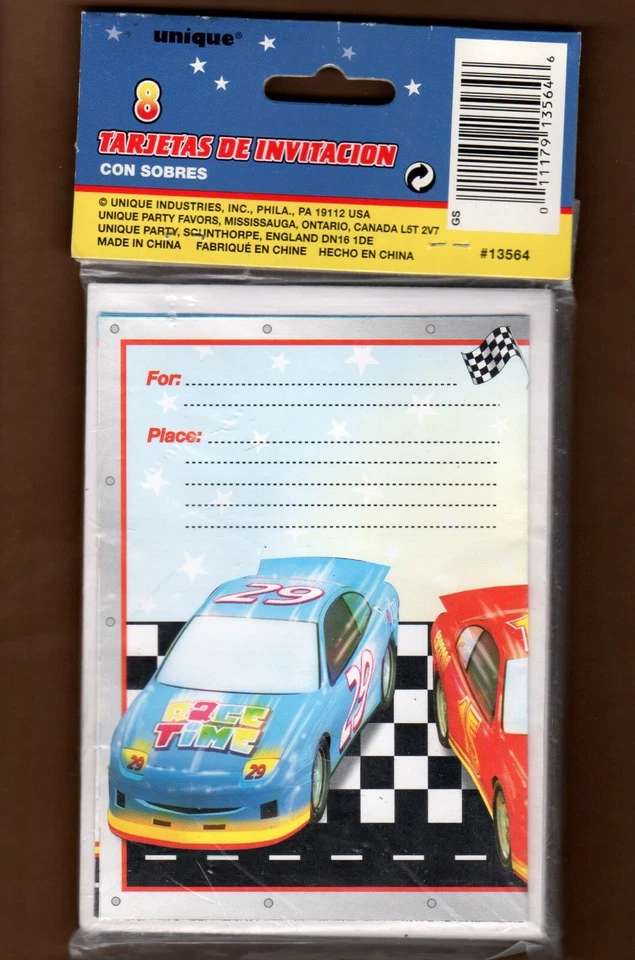 unique®
8
TARJETAS DE INVITACION
CON SOBRES
© UNIQUE INDUSTRIES, INC., PHILA., PA 19112 USA
UNIQUE PARTY FAVORS, MISSISSAUGA, ONTARIO, CANADA L5T 2V7
UNIQUE PARTY, SCUNTHORPE, ENGLAND DN16 1DE
MADE IN CHINA FABRIQUÉ EN CHINE HECHO EN CHINA
#13564
GS
0 11179 13564 6
For:
Place:
29
29
RACE
TIME
29
29
15